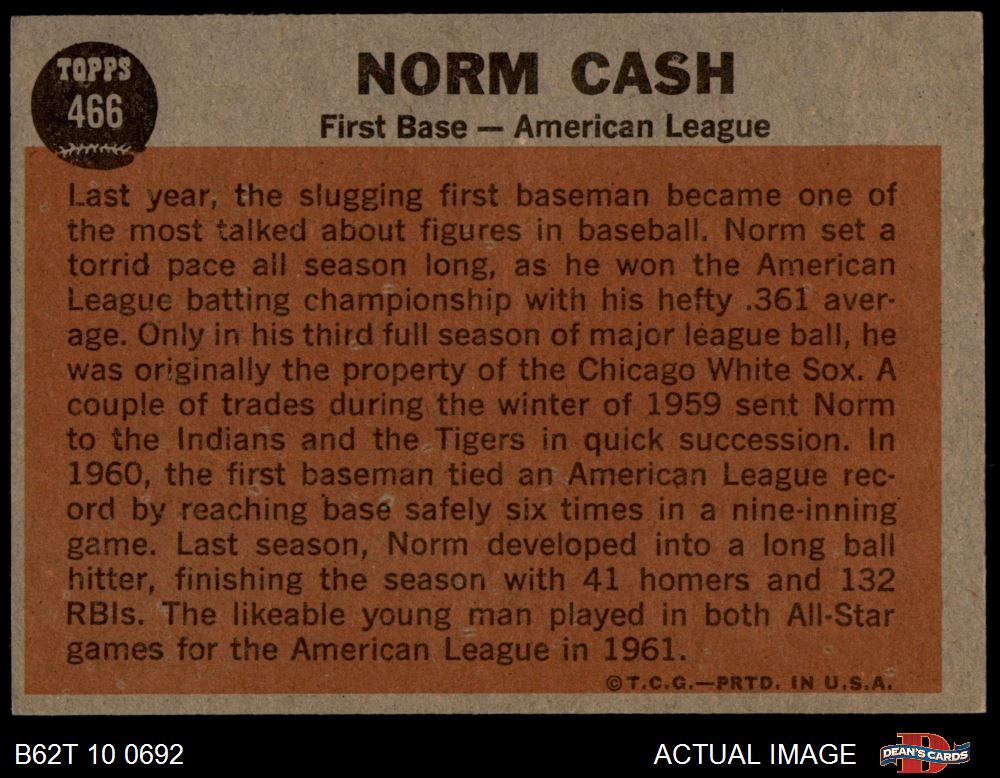 TOPPS
466
NORM CASH
First Base — American League
Last year, the slugging first baseman became one of
the most talked about figures in baseball. Norm set a
torrid pace all season long, as he won the American
League batting championship with his hefty .361 aver-
age. Only in his third full season of major league ball, he
was originally the property of the Chicago White Sox. A
couple of trades during the winter of 1959 sent Norm
to the Indians and the Tigers in quick succession. In
1960, the first baseman tied an American League rec-
ord by reaching base safely six times in a nine-inning
game. Last season, Norm developed into a long ball
hitter, finishing the season with 41 homers and 132
RBIs. The likeable young man played in both All-Star
games for the American League in 1961.
©T.C.G.—PRTD. IN U.S.A.
B62T 10 0692
ACTUAL IMAGE
DEAN'S CARDS